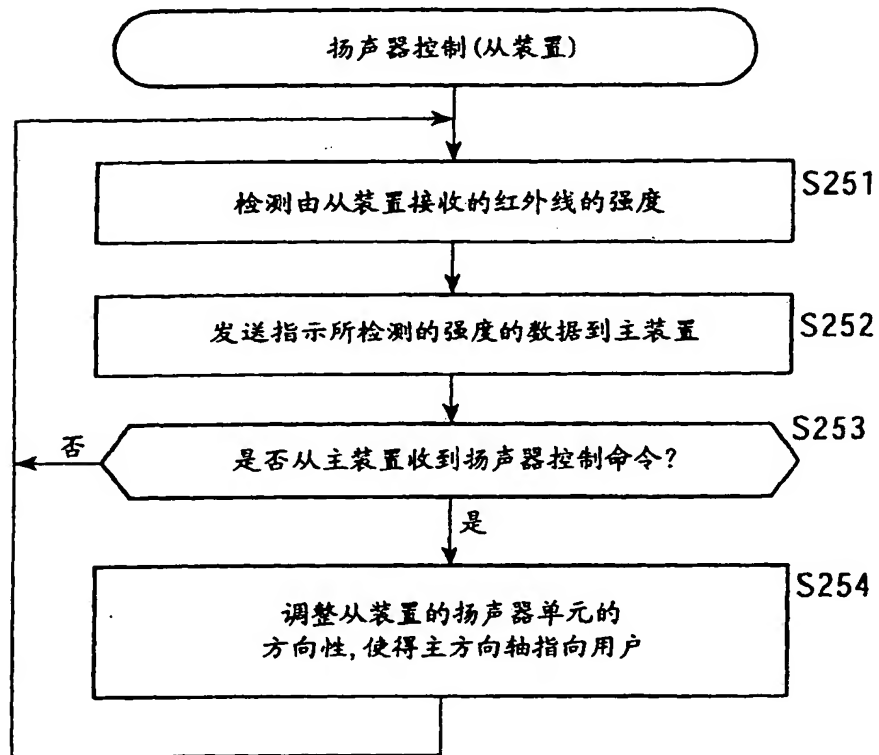 扬声器控制(从装置)
检测由从装置接收的红外线的强度
S251
发送指示所检测的强度的数据到主装置
S252
是否从主装置收到扬声器控制命令?
S253
否
是
调整从装置的扬声器单元的
方向性,使得主方向轴指向用户
S254